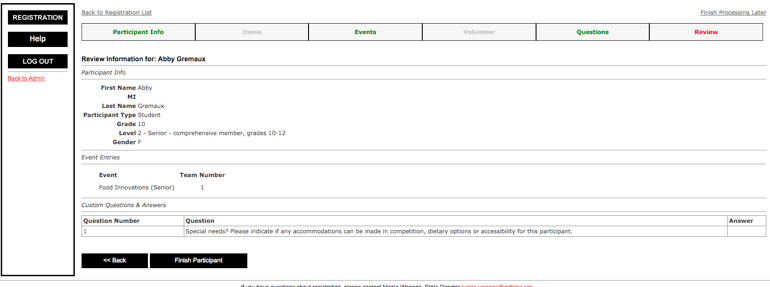 REGISTRATION
Help
LOG OUT
Back to Admin
Back to Registration List
Finish Processing Later
Participant Info Items Events Volunteer Questions Review
Review Information for: Abby Gremaux
Participant Info
First Name Abby
MI
Last Name Gremaux
Participant Type Student
Grade 10
Level 2 - Senior - comprehensive member, grades 10-12
Gender F
Event Entries
Event Team Number
Food Innovations (Senior) 1
Custom Questions & Answers
Question Number Question Answer
1 Special needs? Please indicate if any accommodations can be made in competition, dietary options or accessibility for this participant.
<< Back Finish Participant
If you have questions about registration, please contact State Director